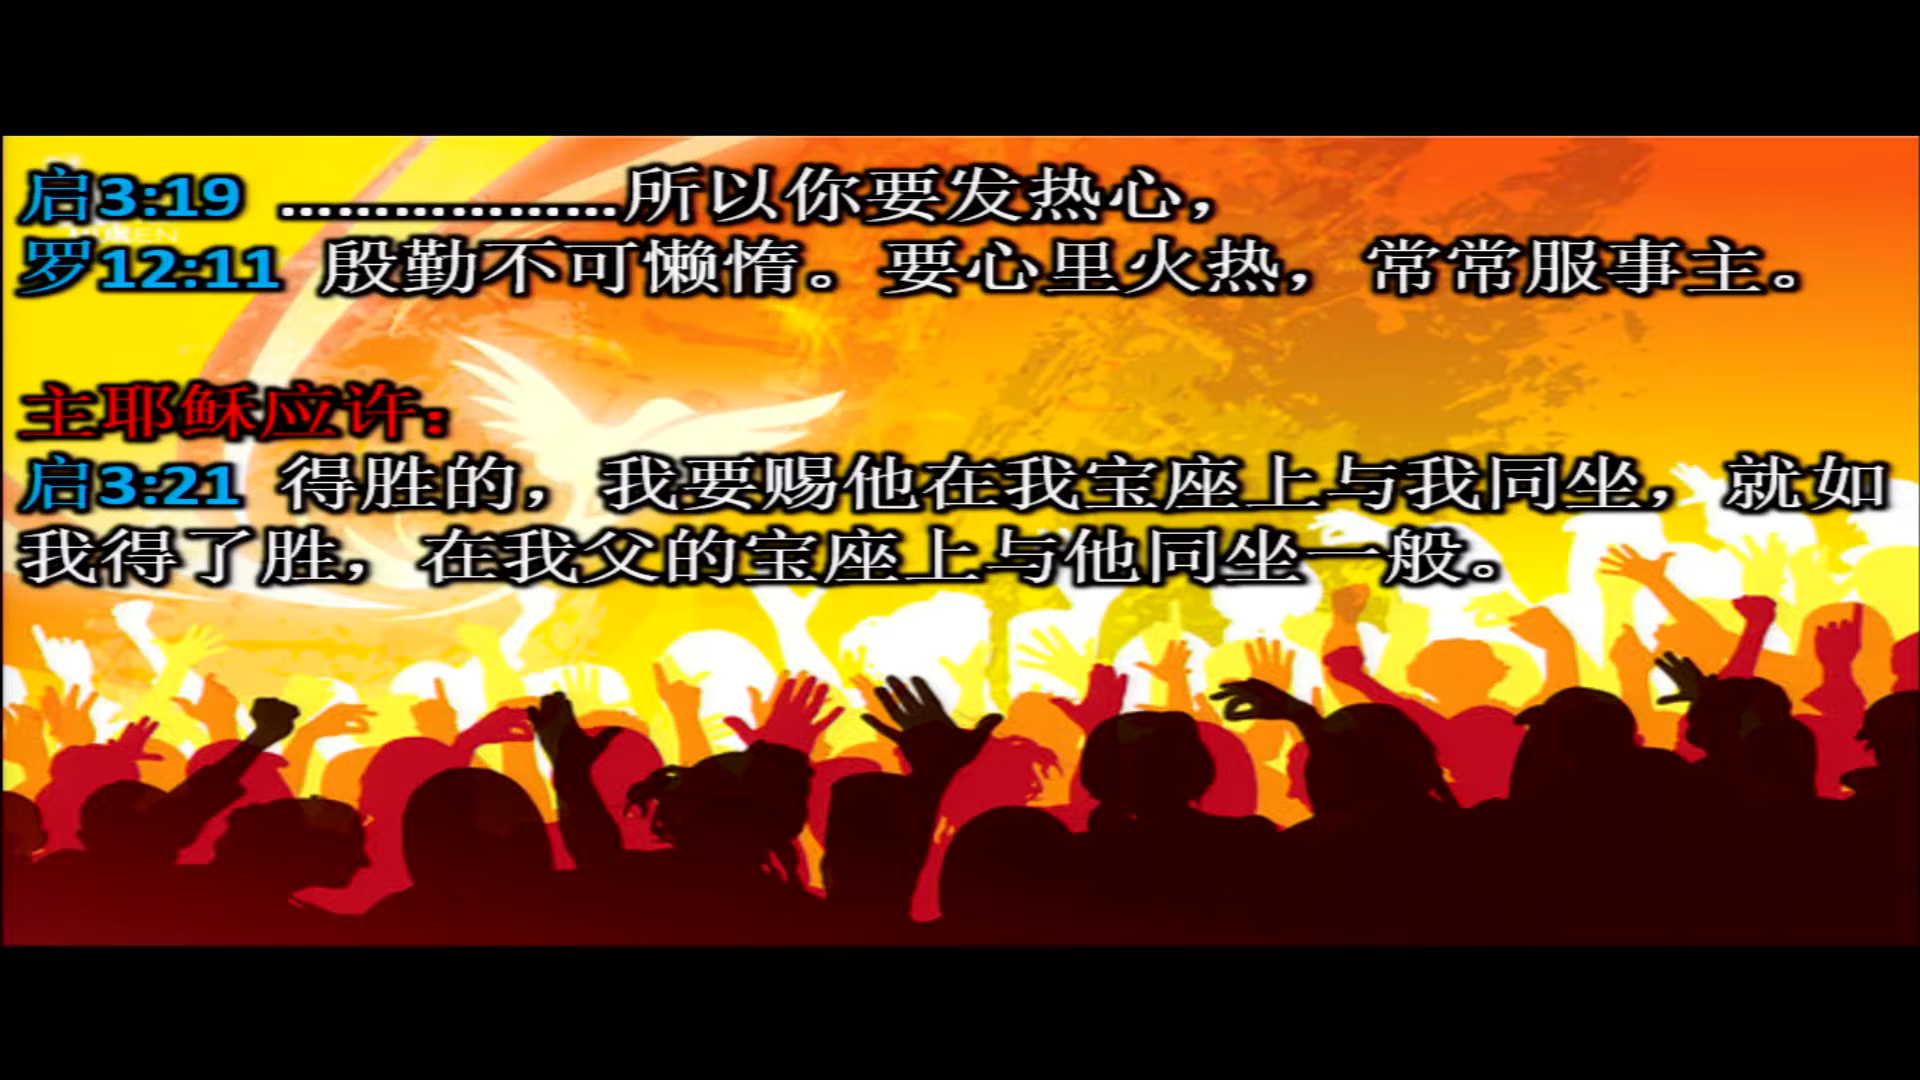 启3:19 ………………所以你要发热心，
罗12:11 殷勤不可懒惰。要心里火热，常常服事主。
主耶稣应许:
启3:21 得胜的，我要赐他在我宝座上与我同坐，就如
我得了胜，在我父的宝座上与他同坐一般。